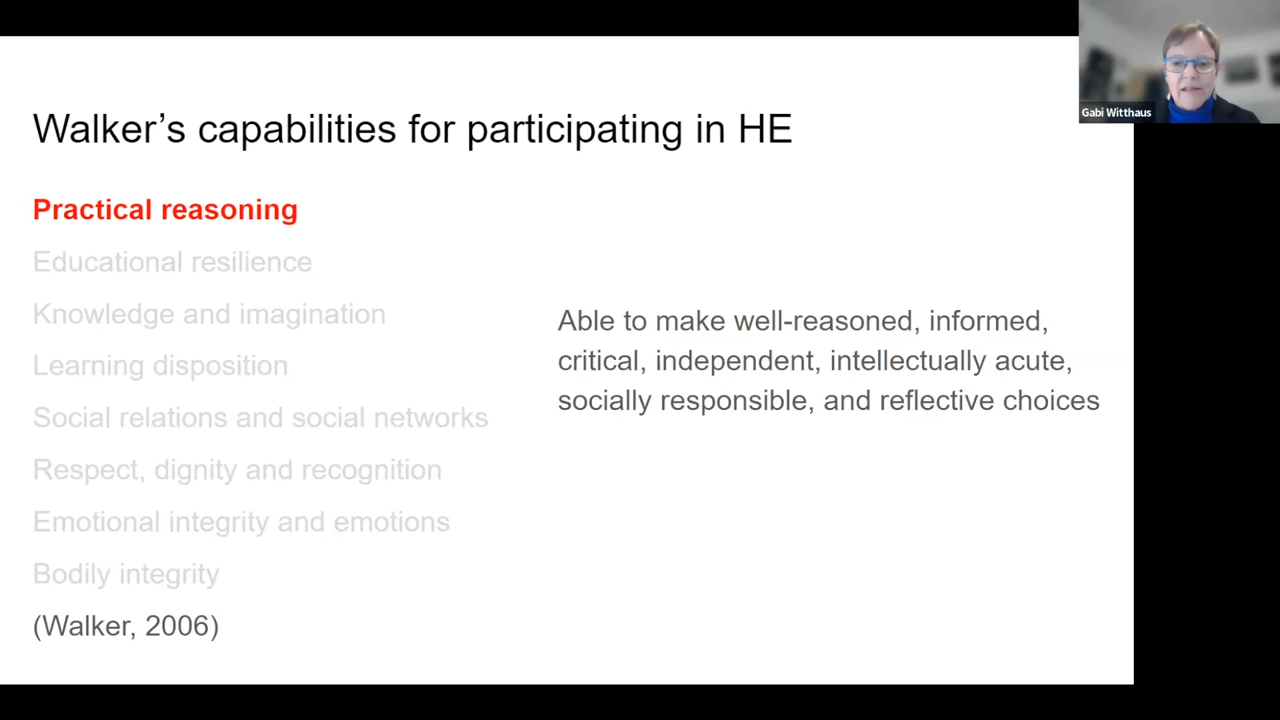 Walker’s capabilities for participating in HE
Practical reasoning
Educational resilience
Knowledge and imagination
Learning disposition
Social relations and social networks
Respect, dignity and recognition
Emotional integrity and emotions
Bodily integrity
(Walker, 2006)
Able to make well-reasoned, informed,
critical, independent, intellectually acute,
socially responsible, and reflective choices
Gabi Witthaus